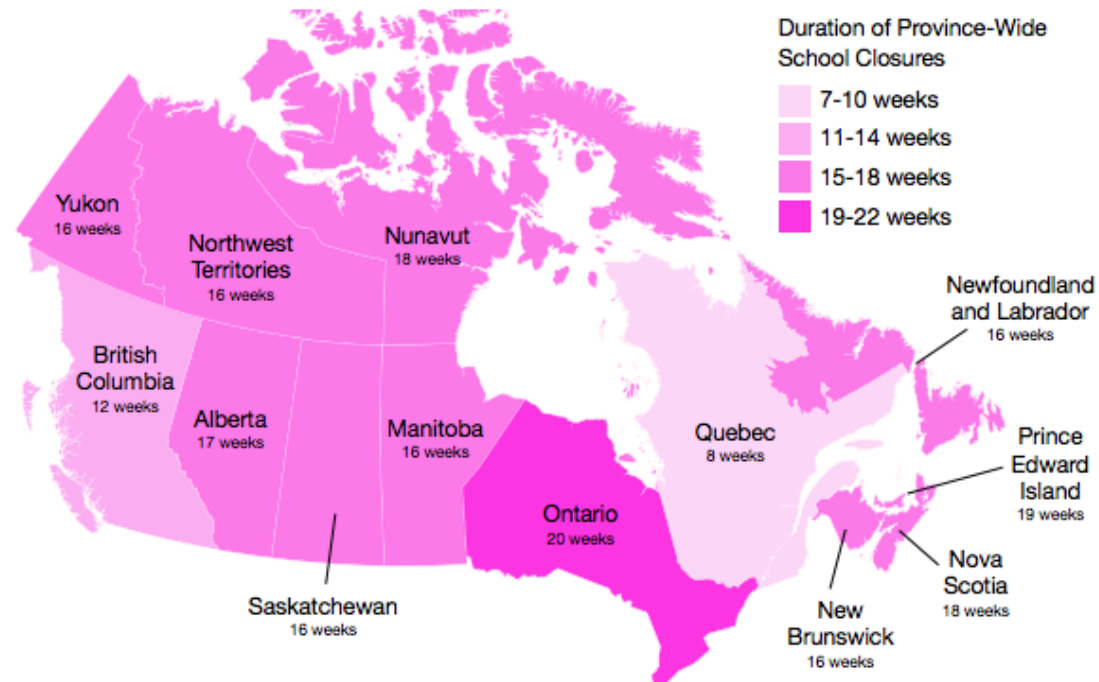 Duration of Province-Wide
School Closures
7-10 weeks
11-14 weeks
15-18 weeks
19-22 weeks
Yukon
16 weeks
Northwest
Territories
16 weeks
Nunavut
18 weeks
British
Columbia
12 weeks
Alberta
17 weeks
Saskatchewan
16 weeks
Manitoba
16 weeks
Ontario
20 weeks
Quebec
8 weeks
Newfoundland
and Labrador
16 weeks
Prince
Edward
Island
19 weeks
Nova
Scotia
18 weeks
New
Brunswick
16 weeks